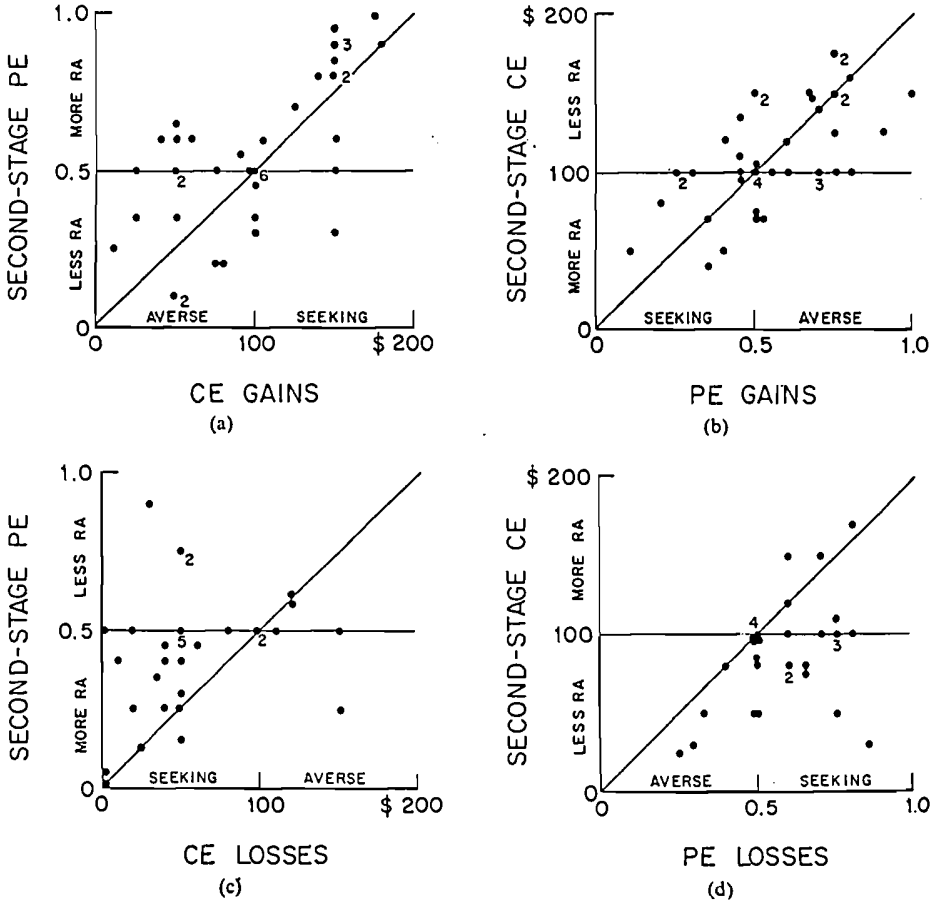 1.0
0.5
0
SECOND-STAGE PE
MORE RA
LESS RA
3
2
2
6
2
AVERSE
SEEKING
0
100
$ 200
CE GAINS
(a)
$ 200
100
0
SECOND-STAGE CE
LESS RA
MORE RA
2
2
2
2
4
3
SEEKING
AVERSE
0
0.5
1.0
PE GAINS
(b)
1.0
0.5
0
SECOND-STAGE PE
LESS RA
MORE RA
2
5
2
SEEKING
AVERSE
0
100
$ 200
CE LOSSES
(c)
$ 200
100
0
SECOND-STAGE CE
MORE RA
LESS RA
4
3
2
AVERSE
SEEKING
0
0.5
1.0
PE LOSSES
(d)